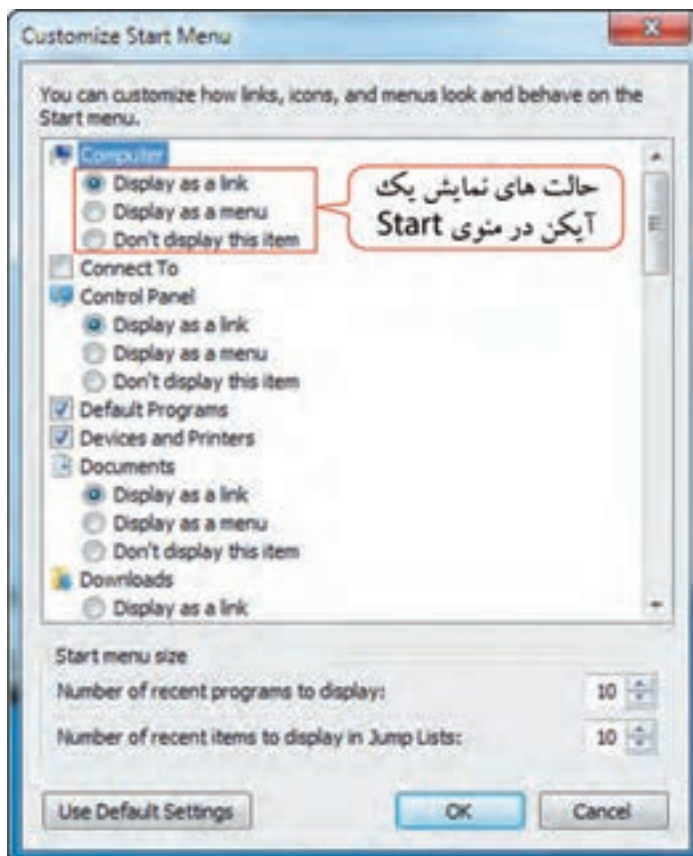 Customize Start Menu
You can customize how links, icons, and menus look and behave on the
Start menu.
Computer
Display as a link
Display as a menu
Don't display this item
حالت های نمایش یک
آیکن در منوی Start
Connect To
Control Panel
Display as a link
Display as a menu
Don't display this item
Default Programs
Devices and Printers
Documents
Display as a link
Display as a menu
Don't display this item
Downloads
Display as a link
Start menu size
Number of recent programs to display: 10
Number of recent items to display in Jump Lists: 10
Use Default Settings OK Cancel